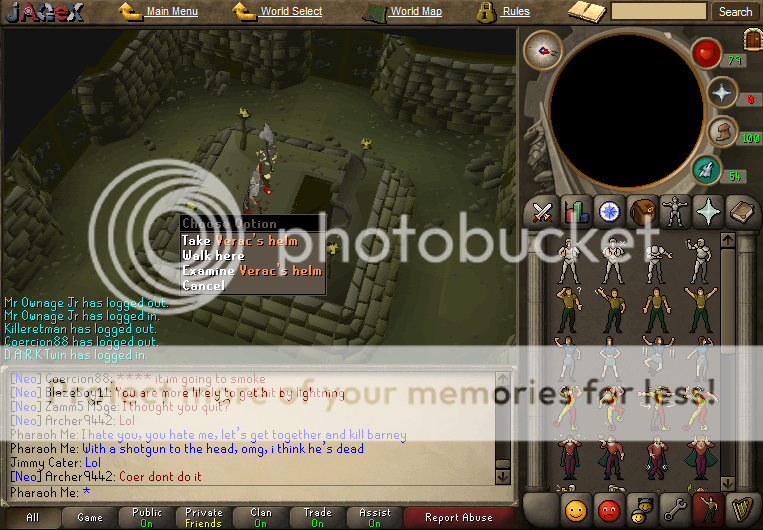 JAGEX Main Menu World Select World Map Rules Search
79
0
100
54
Choose Option
Take Verac's helm
Walk here
Examine Verac's helm
Cancel
photobucket
Mr Ownage Jr has logged out.
Mr Ownage Jr has logged in.
Killeretman has logged out.
Coercion88 has logged out.
D A R K Twin has logged in.
[Neo] Coercion88: **** it im going to smoke
[Neo] Blazeboy11: You are more likely to get hit by lightning
[Neo] Zamm5 M5ge: I thought you quit?
[Neo] Archer9442: Lol
Pharaoh Me: I hate you, you hate me, let's get together and kill barney
Pharaoh Me: With a shotgun to the head, omg, i think he's dead
Jimmy Cater: Lol
[Neo] Archer9442: Coer dont do it
Pharaoh Me: *
more of your memories for less!
All Game Public On Private Friends Clan On Trade On Assist On Report Abuse